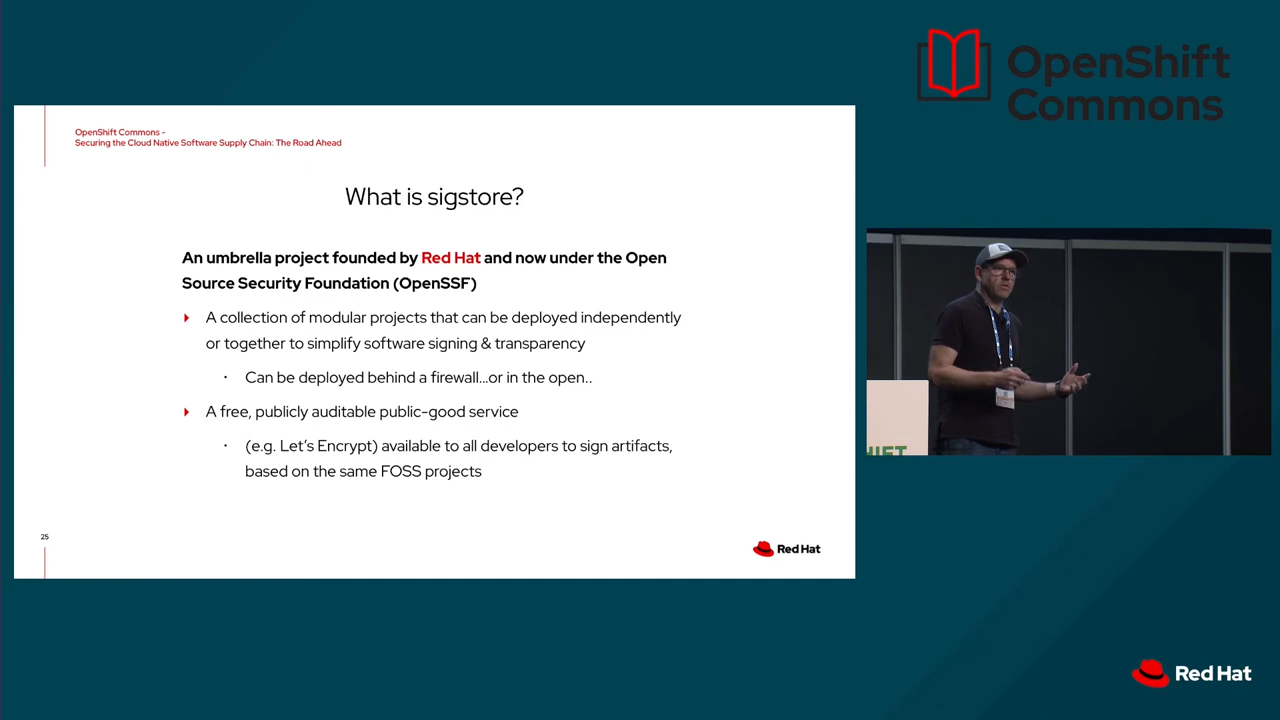 OpenShift
Commons
OpenShift Commons -
Securing the Cloud Native Software Supply Chain: The Road Ahead
What is sigstore?
An umbrella project founded by Red Hat and now under the Open
Source Security Foundation (OpenSSF)
A collection of modular projects that can be deployed independently
or together to simplify software signing & transparency
Can be deployed behind a firewall...or in the open..
A free, publicly auditable public-good service
(e.g. Let's Encrypt) available to all developers to sign artifacts,
based on the same FOSS projects
25
Red Hat
Red Hat